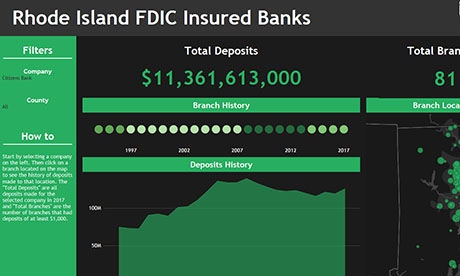 Rhode Island FDIC Insured Banks
Filters
Company
Citizens Bank
County
All
How to
Start by selecting a company
on the left. Then click on a
branch located on the map
to see the history of deposits
made to that location. The
"Total Deposits" are all
deposits made for the
selected company in 2017
and "Total Branches" are the
number of branches that had
deposits of at least $1,000.
Total Deposits
$11,361,613,000
Branch History
1997
2002
2007
2012
2017
Deposits History
100M
50M
Total Bran
81
Branch Loca